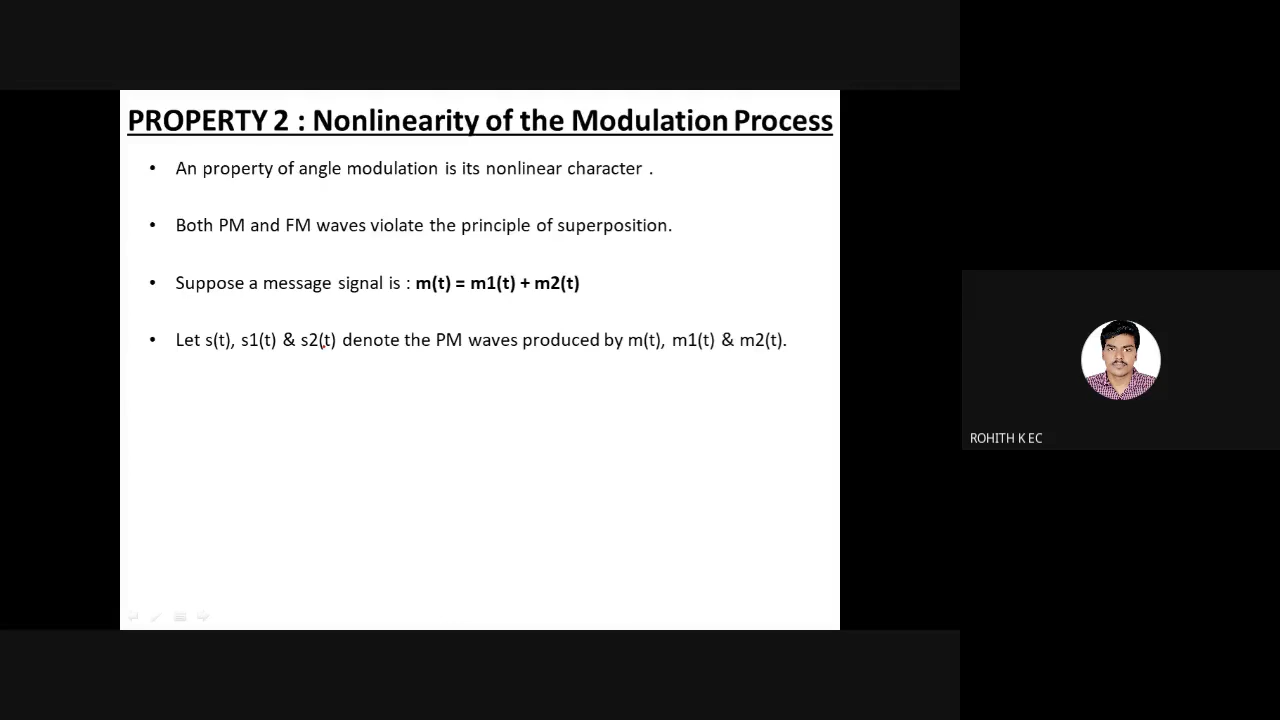 PROPERTY 2 : Nonlinearity of the Modulation Process
• An property of angle modulation is its nonlinear character .
• Both PM and FM waves violate the principle of superposition.
• Suppose a message signal is : m(t) = m1(t) + m2(t)
• Let s(t), s1(t) & s2(t) denote the PM waves produced by m(t), m1(t) & m2(t).
ROHITH K EC